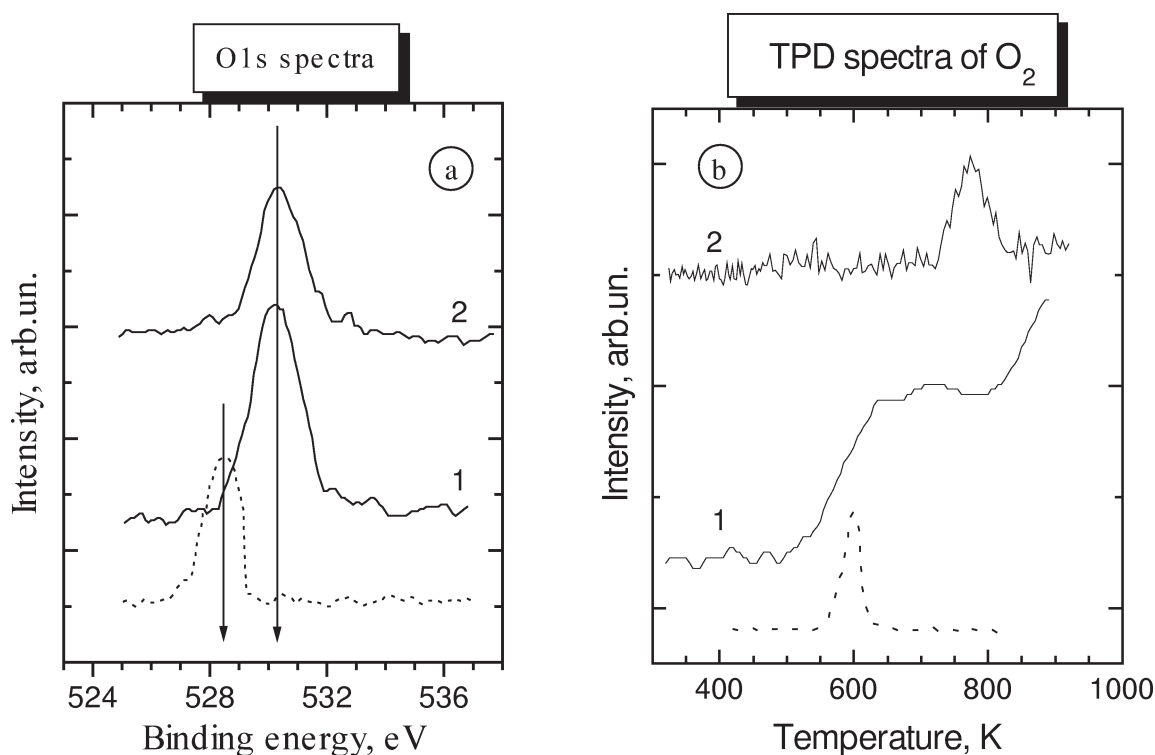 O1s spectra
a
2
1
Intensity, arb.un.
524 528 532 536
Binding energy, eV
TPD spectra of O2
b
2
1
Intensity, arb.un.
400 600 800 1000
Temperature, K